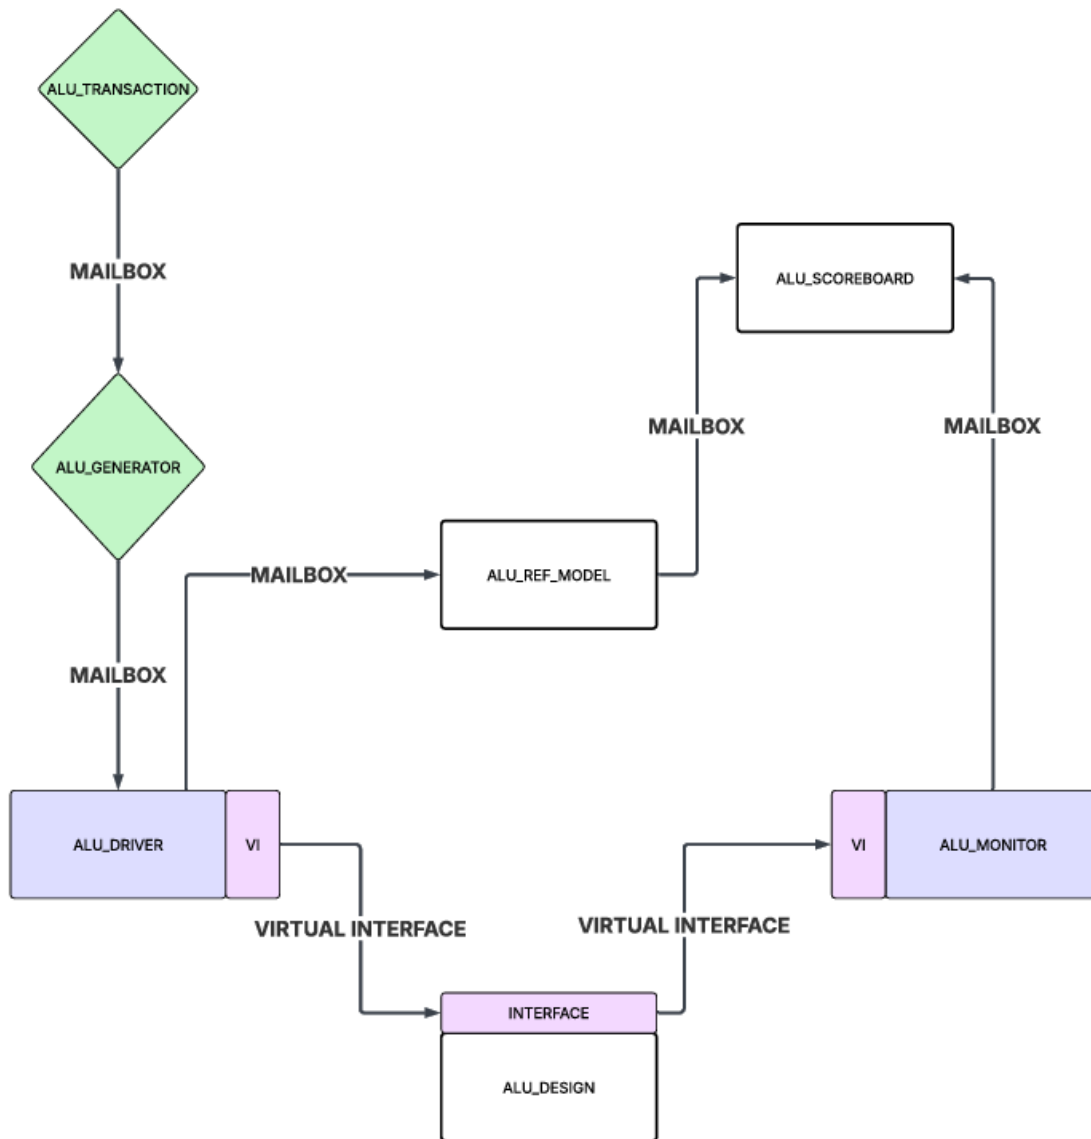 ALU_TRANSACTION
MAILBOX
ALU_SCOREBOARD
MAILBOX
MAILBOX
ALU_GENERATOR
MAILBOX
ALU_REF_MODEL
MAILBOX
ALU_DRIVER
VI
VI
ALU_MONITOR
VIRTUAL INTERFACE
VIRTUAL INTERFACE
INTERFACE
ALU_DESIGN